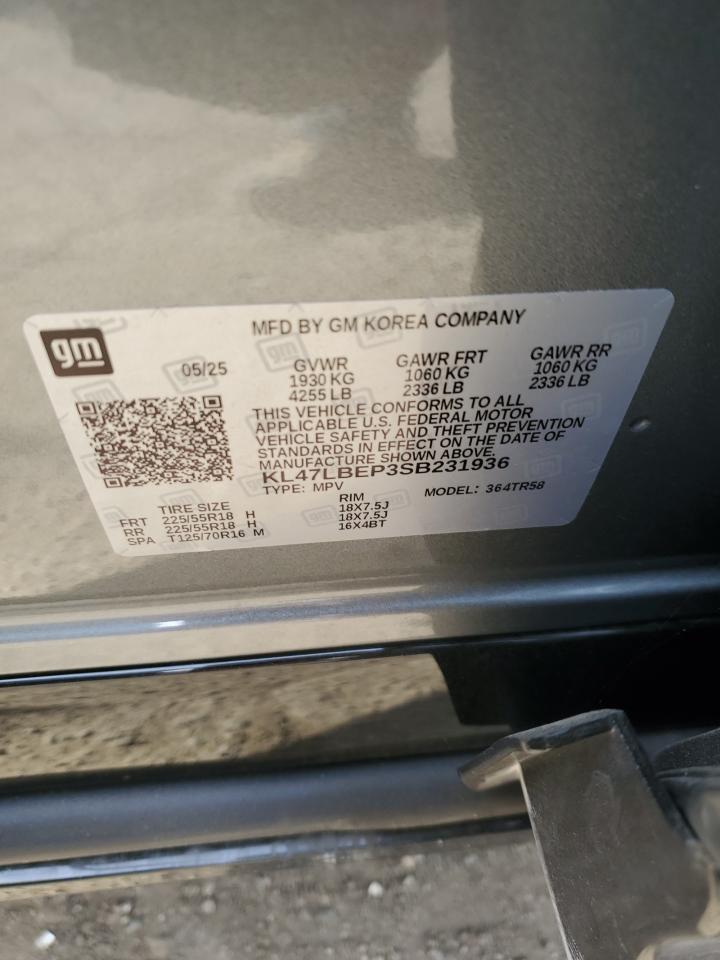 gm
MFD BY GM KOREA COMPANY
05/25
GVWR GAWR FRT GAWR RR
1930 KG 1060 KG 1060 KG
4255 LB 2336 LB 2336 LB
THIS VEHICLE CONFORMS TO ALL
APPLICABLE U.S. FEDERAL MOTOR
VEHICLE SAFETY AND THEFT PREVENTION
STANDARDS IN EFFECT ON THE DATE OF
MANUFACTURE SHOWN ABOVE.
KL47LBEP3SB231936
TYPE: MPV MODEL: 364TR58
TIRE SIZE RIM
FRT 225/55R18 H 18X7.5J
RR 225/55R18 H 18X7.5J
SPA T125/70R16 M 16X4BT